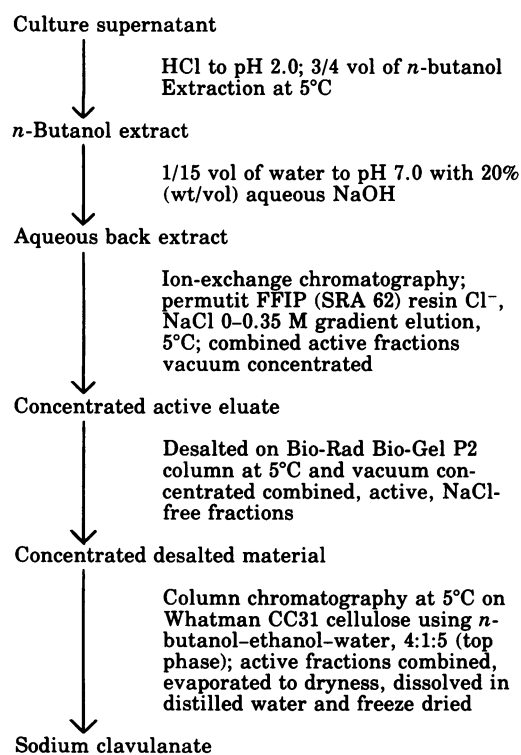 Culture supernatant
HCl to pH 2.0; 3/4 vol of n-butanol
Extraction at 5°C
n-Butanol extract
1/15 vol of water to pH 7.0 with 20%
(wt/vol) aqueous NaOH
Aqueous back extract
Ion-exchange chromatography;
permutit FFIP (SRA 62) resin Cl⁻,
NaCl 0–0.35 M gradient elution,
5°C; combined active fractions
vacuum concentrated
Concentrated active eluate
Desalted on Bio-Rad Bio-Gel P2
column at 5°C and vacuum con-
centrated combined, active, NaCl-
free fractions
Concentrated desalted material
Column chromatography at 5°C on
Whatman CC31 cellulose using n-
butanol–ethanol–water, 4:1:5 (top
phase); active fractions combined,
evaporated to dryness, dissolved in
distilled water and freeze dried
Sodium clavulanate